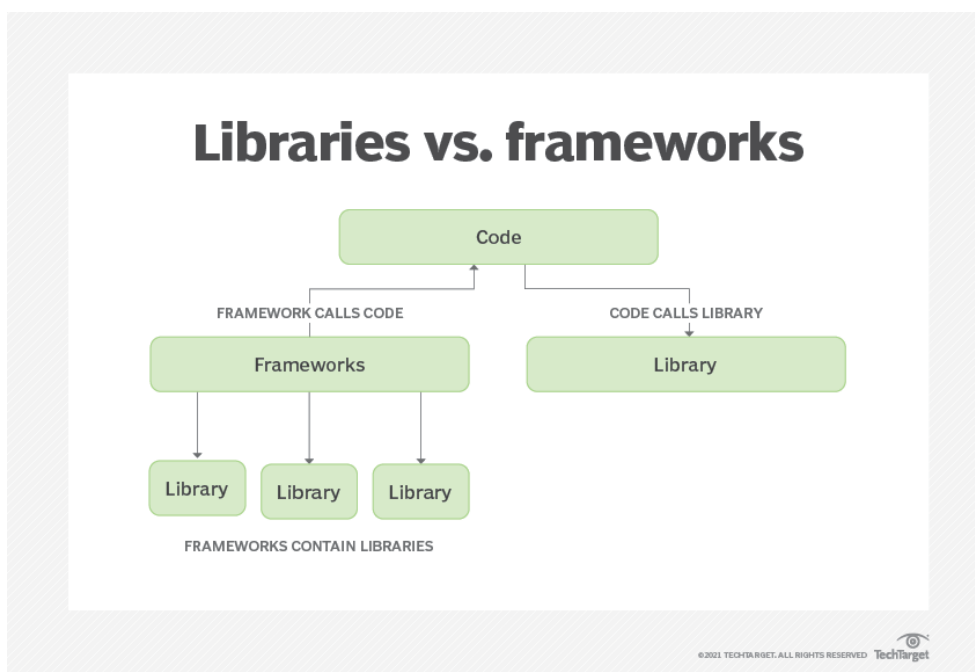 Libraries vs. frameworks
Code
FRAMEWORK CALLS CODE
CODE CALLS LIBRARY
Frameworks
Library
Library
Library
Library
FRAMEWORKS CONTAIN LIBRARIES
©2021 TECHTARGET. ALL RIGHTS RESERVED
TechTarget